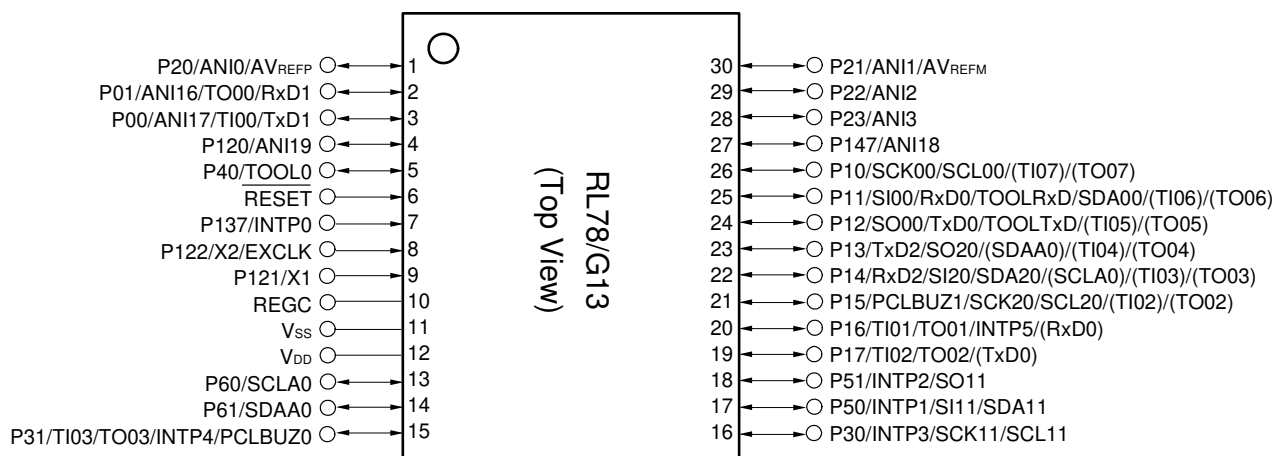 P20/ANI0/AVREFP 1
P01/ANI16/TO00/RxD1 2
P00/ANI17/TI00/TxD1 3
P120/ANI19 4
P40/TOOL0 5
RESET 6
P137/INTP0 7
P122/X2/EXCLK 8
P121/X1 9
REGC 10
VSS 11
VDD 12
P60/SCLA0 13
P61/SDAA0 14
P31/TI03/TO03/INTP4/PCLBUZ0 15
RL78/G13
(Top View)
30 P21/ANI1/AVREFM
29 P22/ANI2
28 P23/ANI3
27 P147/ANI18
26 P10/SCK00/SCL00/(TI07)/(TO07)
25 P11/SI00/RxD0/TOOLRxD/SDA00/(TI06)/(TO06)
24 P12/SO00/TxD0/TOOLTxD/(TI05)/(TO05)
23 P13/TxD2/SO20/(SDAA0)/(TI04)/(TO04)
22 P14/RxD2/SI20/SDA20/(SCLA0)/(TI03)/(TO03)
21 P15/PCLBUZ1/SCK20/SCL20/(TI02)/(TO02)
20 P16/TI01/TO01/INTP5/(RxD0)
19 P17/TI02/TO02/(TxD0)
18 P51/INTP2/SO11
17 P50/INTP1/SI11/SDA11
16 P30/INTP3/SCK11/SCL11